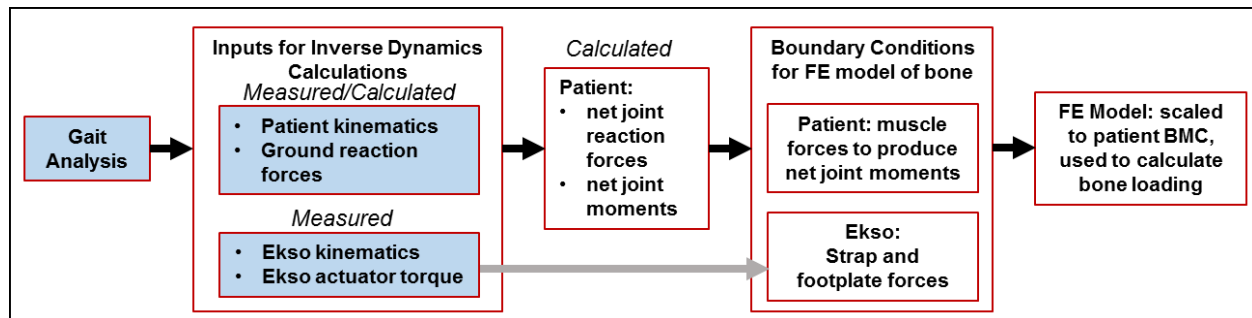 Gait
Analysis
Inputs for Inverse Dynamics
Calculations
Measured/Calculated
• Patient kinematics
• Ground reaction
forces
Measured
• Ekso kinematics
• Ekso actuator torque
Calculated
Patient:
• net joint
reaction
forces
• net joint
moments
Boundary Conditions
for FE model of bone
Patient: muscle
forces to produce
net joint moments
Ekso:
Strap and
footplate forces
FE Model: scaled
to patient BMC,
used to calculate
bone loading